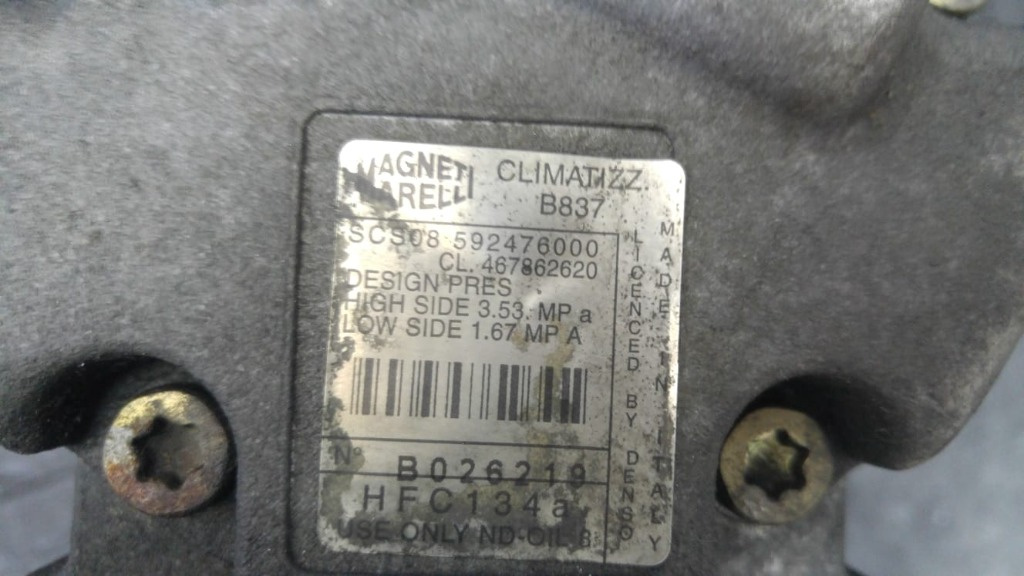 MAGNETI
MARELLI
CLIMATIZZ.
B837
SCS08 592476000
CL. 467862620
DESIGN PRES
HIGH SIDE 3.53. MP a
LOW SIDE 1.67 MP A
N° B026219
HFC134a
USE ONLY ND-OIL 8
LICENCED BY DENSO
MADE IN ITALY